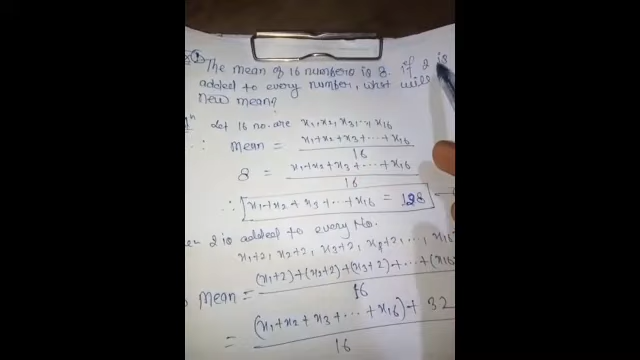 The mean of 16 numbers is 8. if 2 is
added to every number, what will
new mean?
Let 16 no. are x₁, x₂, x₃, ..., x₁₆
∴ Mean = (x₁+x₂+x₃+...+x₁₆)/16
8 = (x₁+x₂+x₃+...+x₁₆)/16
∴ x₁+x₂+x₃+...+x₁₆ = 128
2 is added to every No.
x₁+2, x₂+2, x₃+2, x₄+2, ..., x₁₆
Mean = ((x₁+2)+(x₂+2)+(x₃+2)+...+(x₁₆/16
= ((x₁+x₂+x₃+...+x₁₆)+32/16